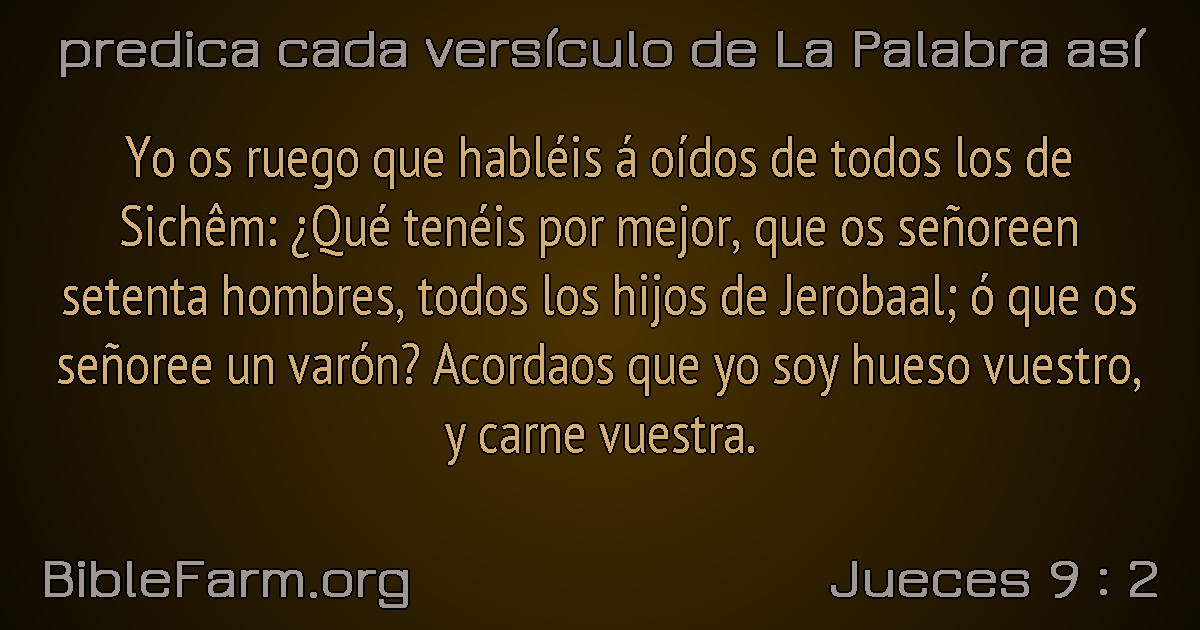 predica cada versículo de La Palabra así
Yo os ruego que habléis á oídos de todos los de
Sichêm: ¿Qué tenéis por mejor, que os señoreen
setenta hombres, todos los hijos de Jerobaal; ó que os
señoree un varón? Acordaos que yo soy hueso vuestro,
y carne vuestra.
BibleFarm.org
Jueces 9 : 2